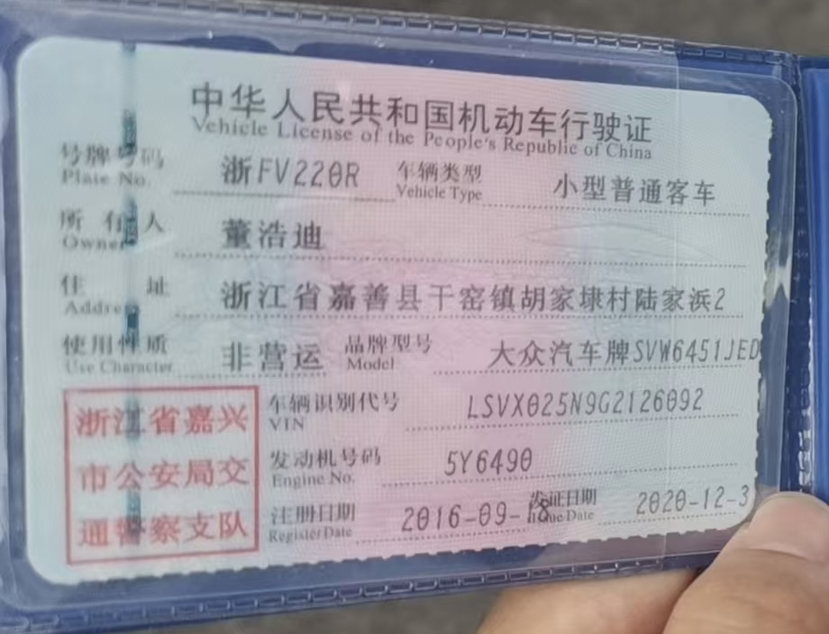 中华人民共和国机动车行驶证
Vehicle License of the People's Republic of China
号牌号码 浙FV220R 车辆类型 小型普通客车
Plate No. Vehicle Type
所有人 董浩迪
Owner
住址 浙江省嘉善县干窑镇胡家埭村陆家浜2
Address
使用性质 非营运 品牌型号 大众汽车牌SVW6451JED
Use Character Model
浙江省嘉兴 车辆识别代号 LSVX025N9G2126092
VIN
市公安局交 发动机号码 5Y6490
Engine No.
通警察支队 注册日期 2016-09-18 发证日期 2020-12-3
Register Date Issue Date